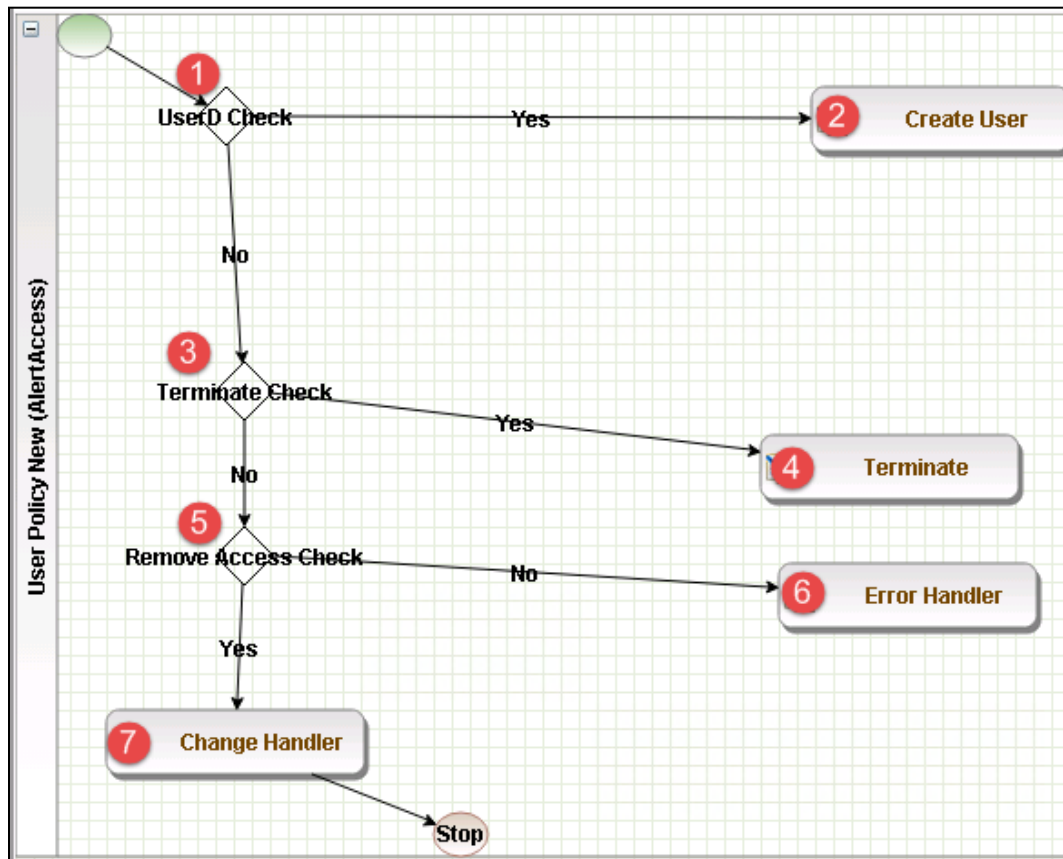 User Policy New (AlertAccess)
1
UserD Check
Yes
2
Create User
No
3
Terminate Check
Yes
4
Terminate
No
5
Remove Access Check
No
6
Error Handler
Yes
7
Change Handler
Stop